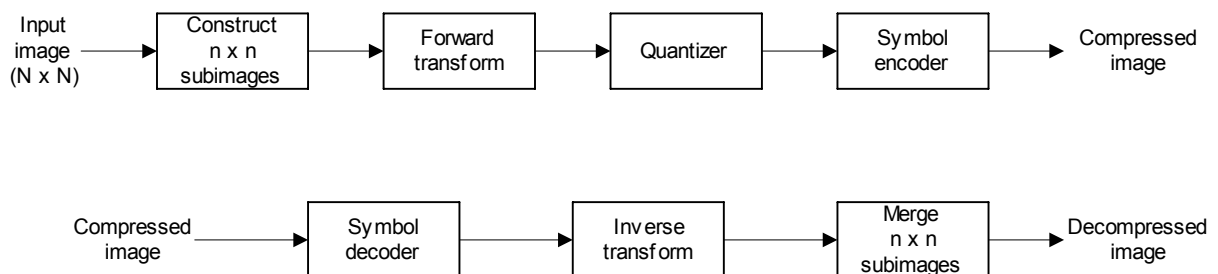 Input
image
(N x N)
Construct
n x n
subimages
Forward
transform
Quantizer
Symbol
encoder
Compressed
image
Compressed
image
Symbol
decoder
Inverse
transform
Merge
n x n
subimages
Decompressed
image